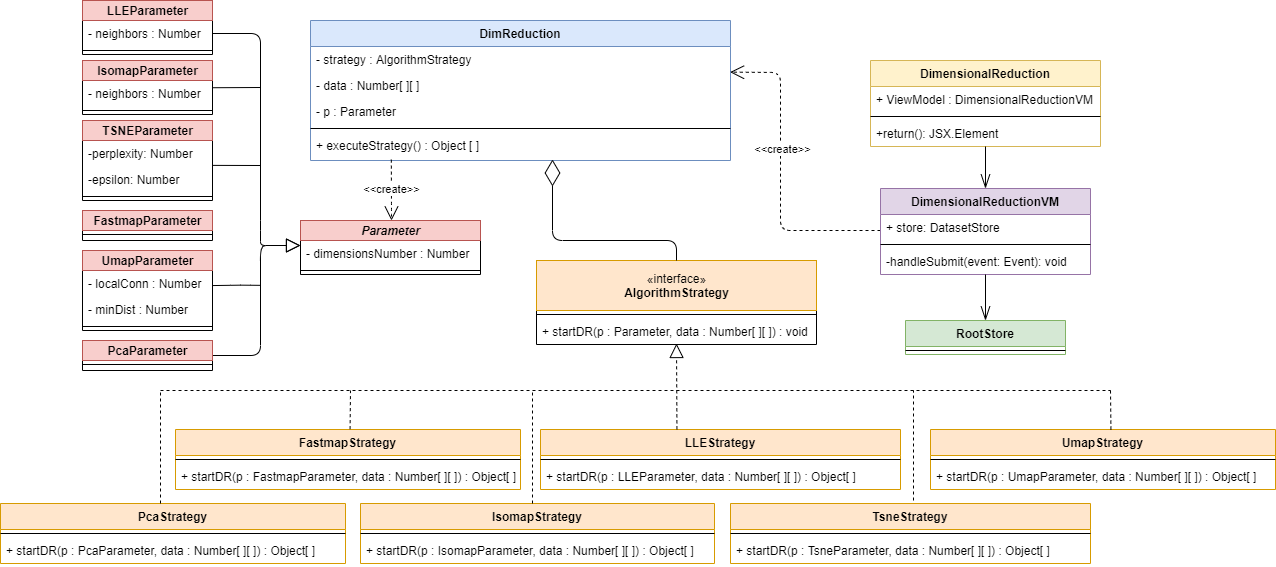 LLEParameter
- neighbors : Number
IsomapParameter
- neighbors : Number
TSNEParameter
-perplexity: Number
-epsilon: Number
FastmapParameter
UmapParameter
- localConn : Number
- minDist : Number
PcaParameter
DimReduction
- strategy : AlgorithmStrategy
- data : Number[ ][ ]
- p : Parameter
+ executeStrategy() : Object [ ]
<<create>>
Parameter
- dimensionsNumber : Number
<<create>>
DimensionalReduction
+ ViewModel : DimensionalReductionVM
+return(): JSX.Element
DimensionalReductionVM
+ store: DatasetStore
-handleSubmit(event: Event): void
RootStore
«interface»
AlgorithmStrategy
+ startDR(p : Parameter, data : Number[ ][ ]) : void
FastmapStrategy
+ startDR(p : FastmapParameter, data : Number[ ][ ]) : Object[ ]
LLEStrategy
+ startDR(p : LLEParameter, data : Number[ ][ ]) : Object[ ]
UmapStrategy
+ startDR(p : UmapParameter, data : Number[ ][ ]) : Object[ ]
PcaStrategy
+ startDR(p : PcaParameter, data : Number[ ][ ]) : Object[ ]
IsomapStrategy
+ startDR(p : IsomapParameter, data : Number[ ][ ]) : Object[ ]
TsneStrategy
+ startDR(p : TsneParameter, data : Number[ ][ ]) : Object[ ]